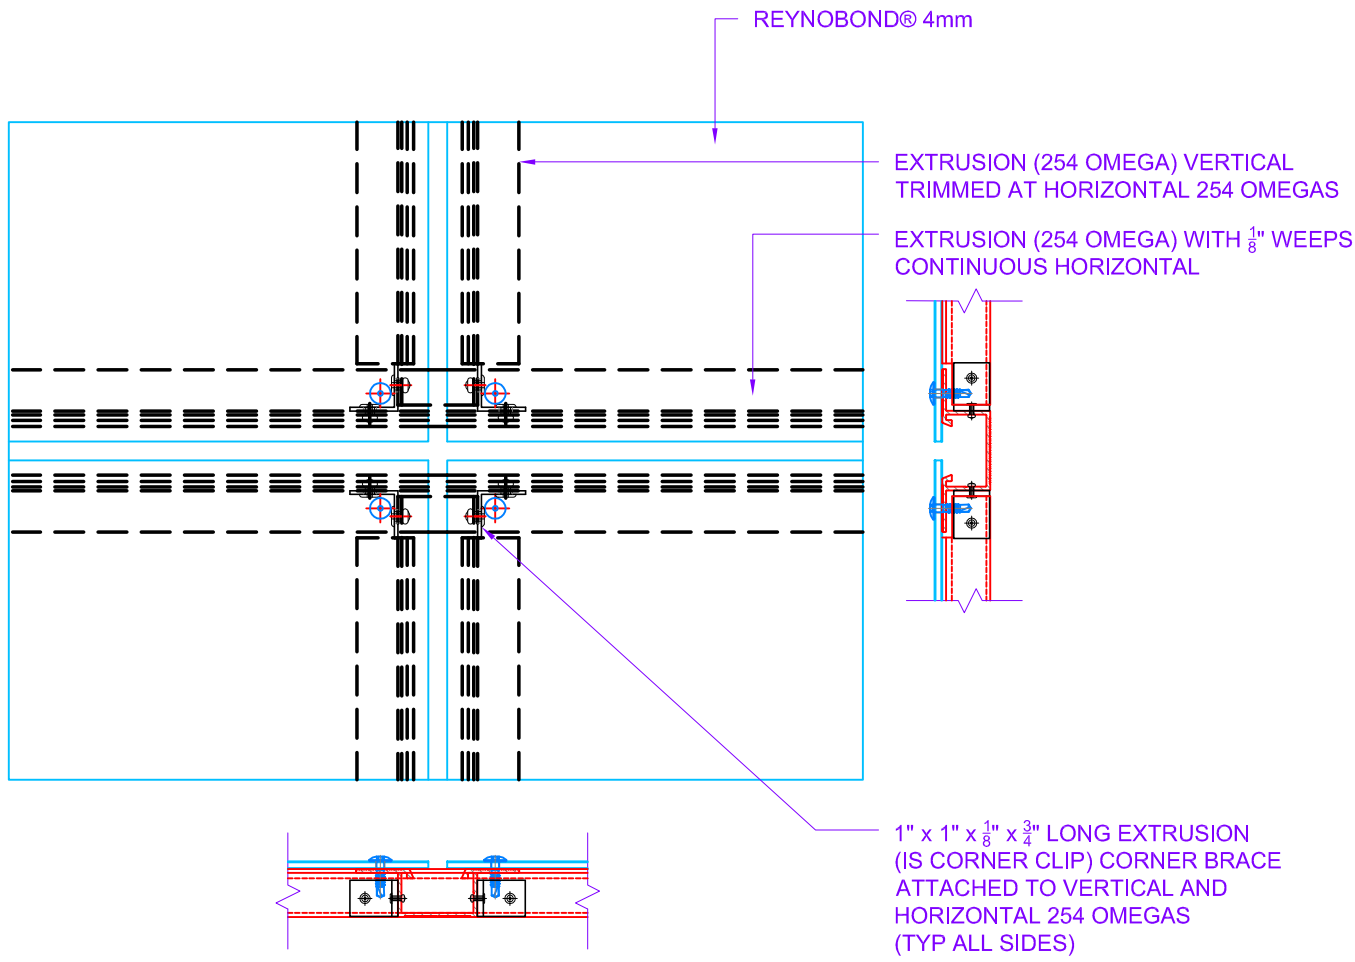 REYNOBOND® 4mm
EXTRUSION (254 OMEGA) VERTICAL
TRIMMED AT HORIZONTAL 254 OMEGAS
EXTRUSION (254 OMEGA) WITH 1/8" WEEPS
CONTINUOUS HORIZONTAL
1" x 1" x 1/8" x 3/4" LONG EXTRUSION
(IS CORNER CLIP) CORNER BRACE
ATTACHED TO VERTICAL AND
HORIZONTAL 254 OMEGAS
(TYP ALL SIDES)